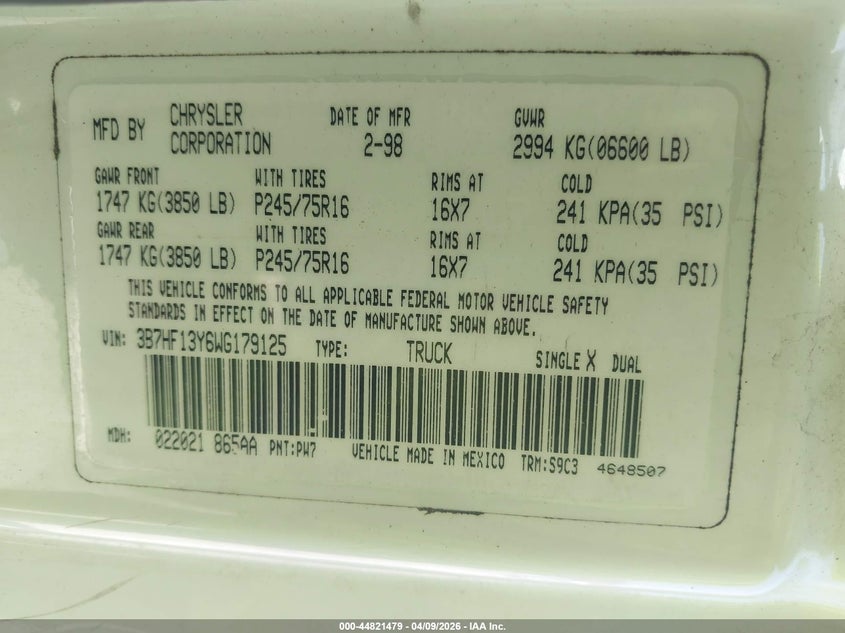 MFD BY CHRYSLER CORPORATION DATE OF MFR 2-98 GVWR 2994 KG(06600 LB)
GAWR FRONT WITH TIRES RIMS AT COLD
1747 KG(3850 LB) P245/75R16 16X7 241 KPA(35 PSI)
GAWR REAR WITH TIRES RIMS AT COLD
1747 KG(3850 LB) P245/75R16 16X7 241 KPA(35 PSI)
THIS VEHICLE CONFORMS TO ALL APPLICABLE FEDERAL MOTOR VEHICLE SAFETY
STANDARDS IN EFFECT ON THE DATE OF MANUFACTURE SHOWN ABOVE.
VIN: 3B7HF13Y6WG179125 TYPE: TRUCK SINGLE X DUAL
MDH: 022021 865AA PNT:PW7 VEHICLE MADE IN MEXICO TRM:S9C3 4648507
000-44821479 - 04/09/2026 - IAA Inc.